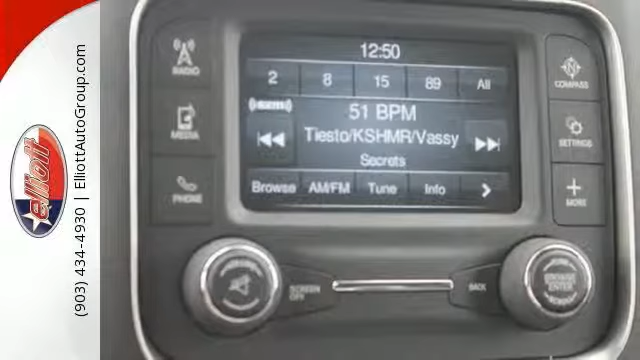 12:50
2 8 15 89 All
((SiriusXM))
51 BPM
Tiesto/KSHMR/Vassy
Secrets
Browse AM/FM Tune Info >
RADIO
MEDIA
PHONE
COMPASS
SETTINGS
MORE
SCREEN OFF
BACK
BROWSE
ENTER
elliott
(903) 434-4930 | ElliottAutoGroup.com